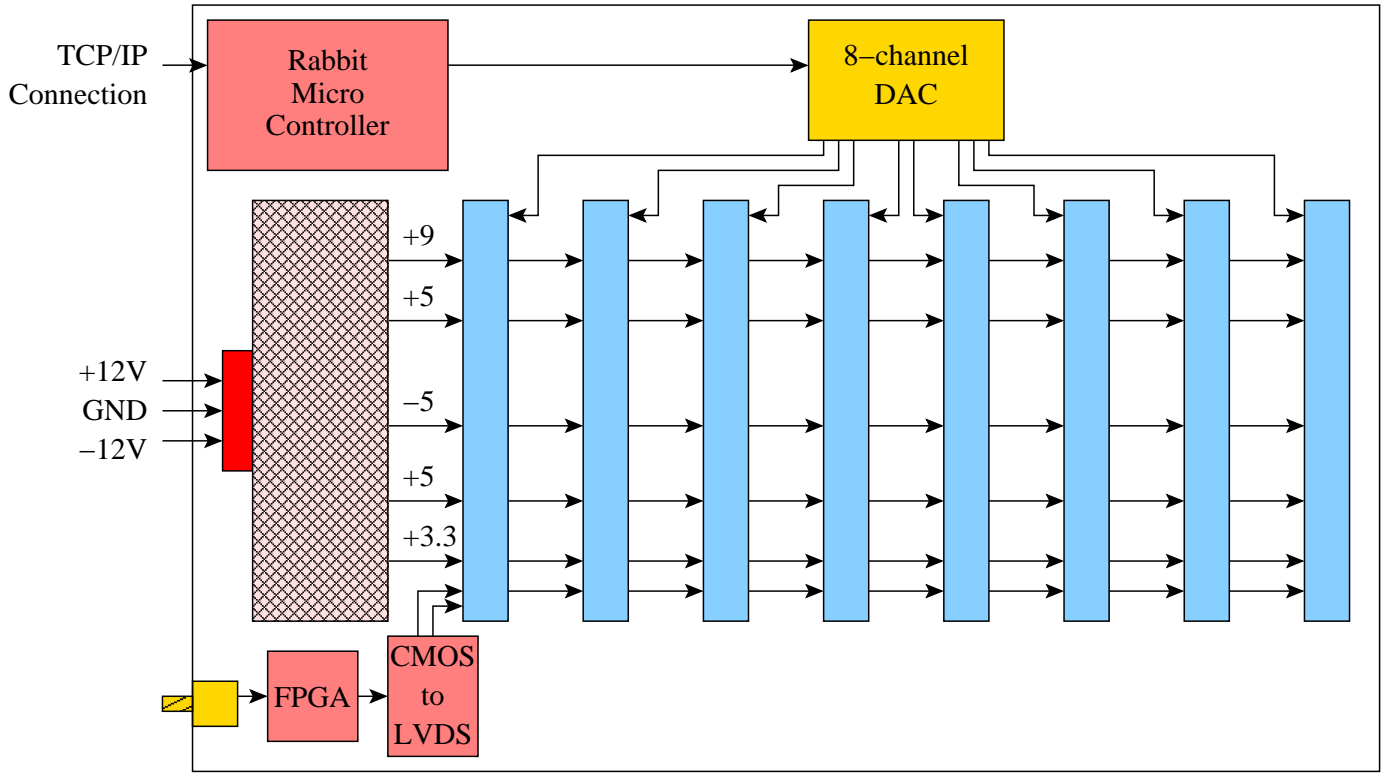 TCP/IP
Connection
Rabbit
Micro
Controller
8−channel
DAC
+9
+5
−5
+5
+3.3
+12V
GND
−12V
FPGA
CMOS
to
LVDS